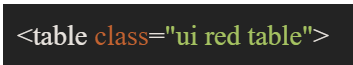 <table class="ui red table">